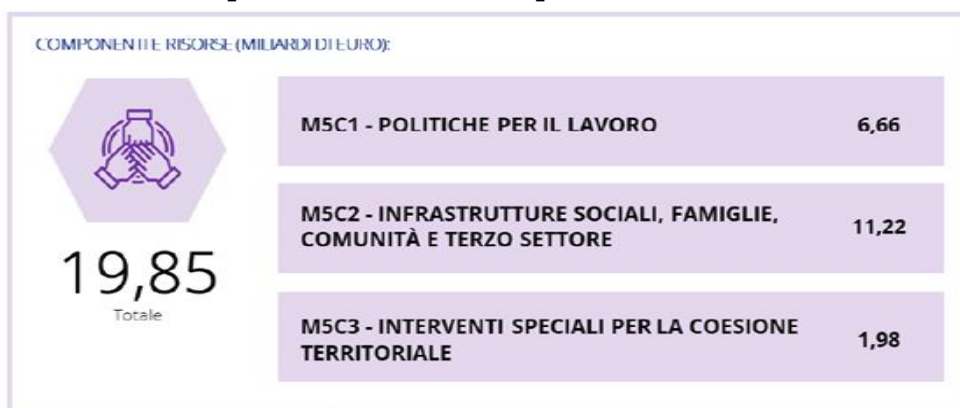 COMPONENTI E RISORSE (MILIARDI DI EURO):
M5C1 - POLITICHE PER IL LAVORO 6,66
M5C2 - INFRASTRUTTURE SOCIALI, FAMIGLIE,
COMUNITÀ E TERZO SETTORE 11,22
M5C3 - INTERVENTI SPECIALI PER LA COESIONE
TERRITORIALE 1,98
19,85
Totale